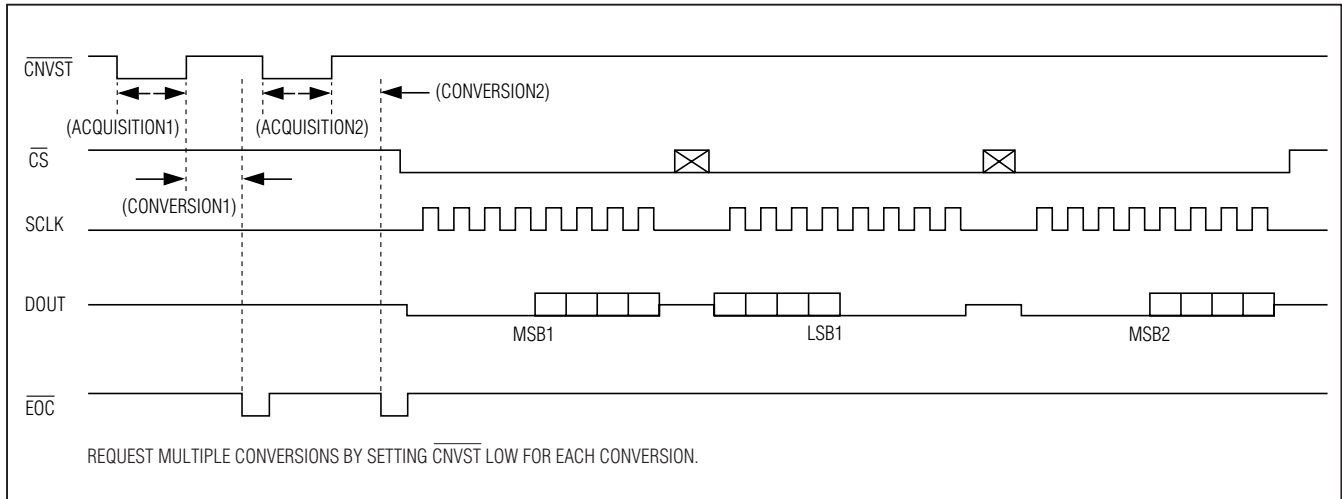 CNVST
(CONVERSION2)
(ACQUISITION1)
(ACQUISITION2)
CS
(CONVERSION1)
SCLK
DOUT
MSB1
LSB1
MSB2
EOC
REQUEST MULTIPLE CONVERSIONS BY SETTING CNVST LOW FOR EACH CONVERSION.